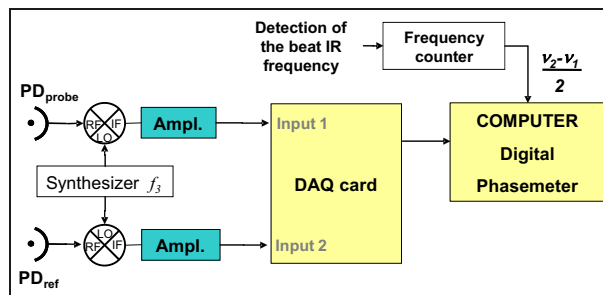 Detection of
the beat IR
frequency
Frequency
counter
ν2-ν1
2
PDprobe
RF IF
LO
Ampl.
Input 1
COMPUTER
Digital
Phasemeter
Synthesizer f3
DAQ card
LO
RF IF
Ampl.
Input 2
PDref